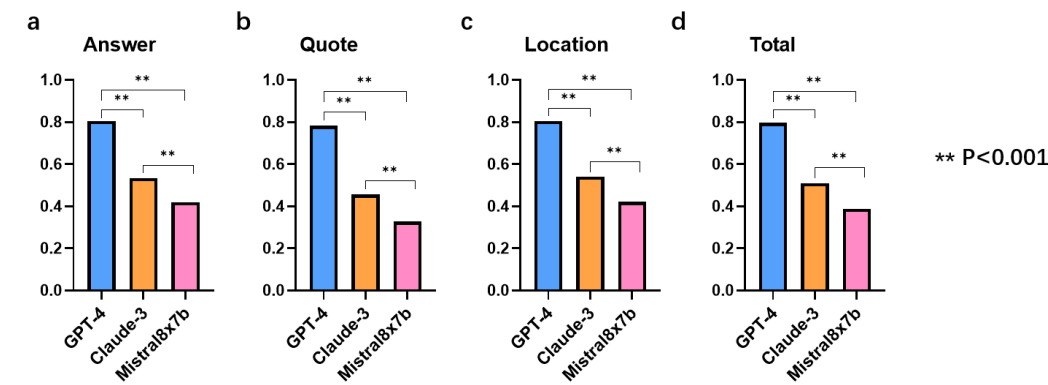 a
Answer
1.0
0.8
0.6
0.4
0.2
0.0
**
**
**
GPT-4
Claude-3
Mistral8x7b
b
Quote
1.0
0.8
0.6
0.4
0.2
0.0
**
**
**
GPT-4
Claude-3
Mistral8x7b
c
Location
1.0
0.8
0.6
0.4
0.2
0.0
**
**
**
GPT-4
Claude-3
Mistral8x7b
d
Total
1.0
0.8
0.6
0.4
0.2
0.0
**
**
**
GPT-4
Claude-3
Mistral8x7b
** P<0.001